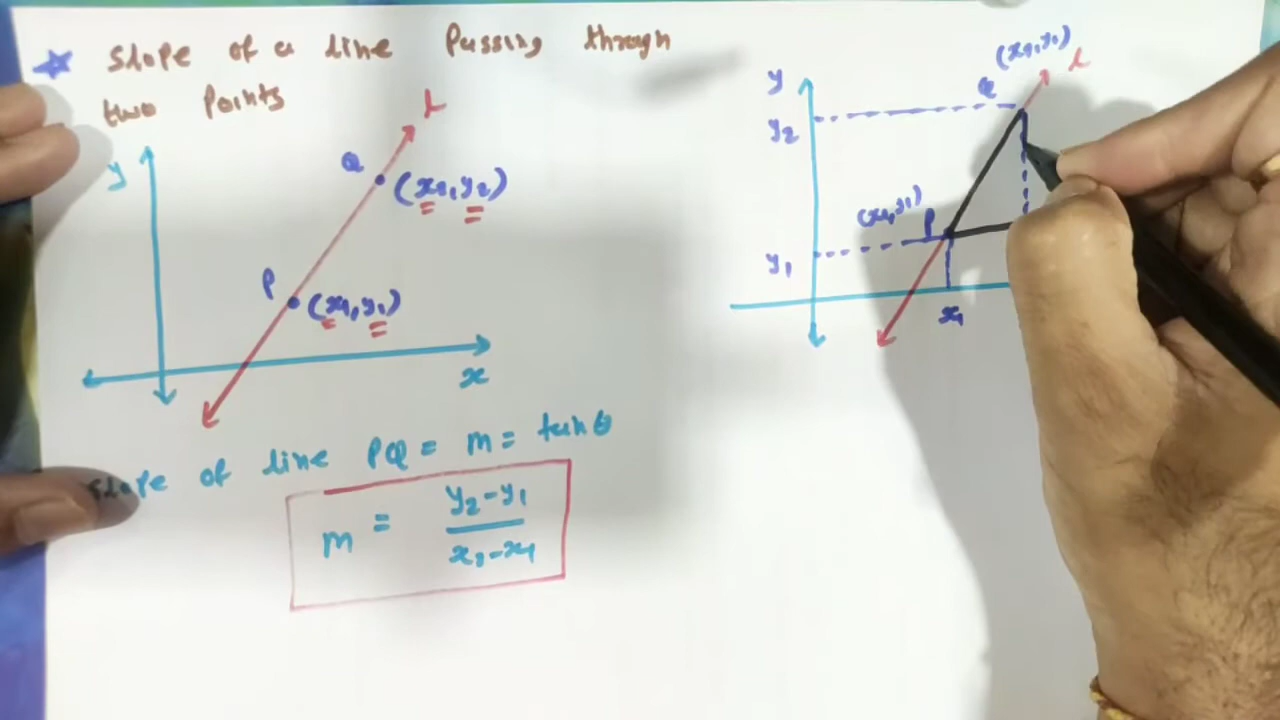 ☆ Slope of a line Passing through
two Points
y
l
Q
(x₂,y₂)
P
(x₁,y₁)
x
Slope of line PQ = m = tanθ
m = y₂-y₁
x₂-x₁
y
(x₂,y₂)
l
Q
y₂
(x₁,y₁)
P
y₁
x₁